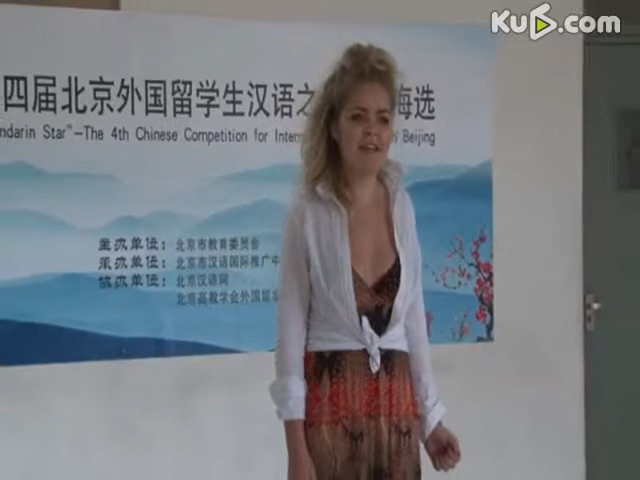 Ku6.com
四届北京外国留学生汉语之 海选
ndarin Star"—The 4th Chinese Competition for Intern Beijing
主办单位：北京市教育委员会
承办单位：北京市汉语国际推广中
协办单位：北京汉语网
北京高教学会外国留学